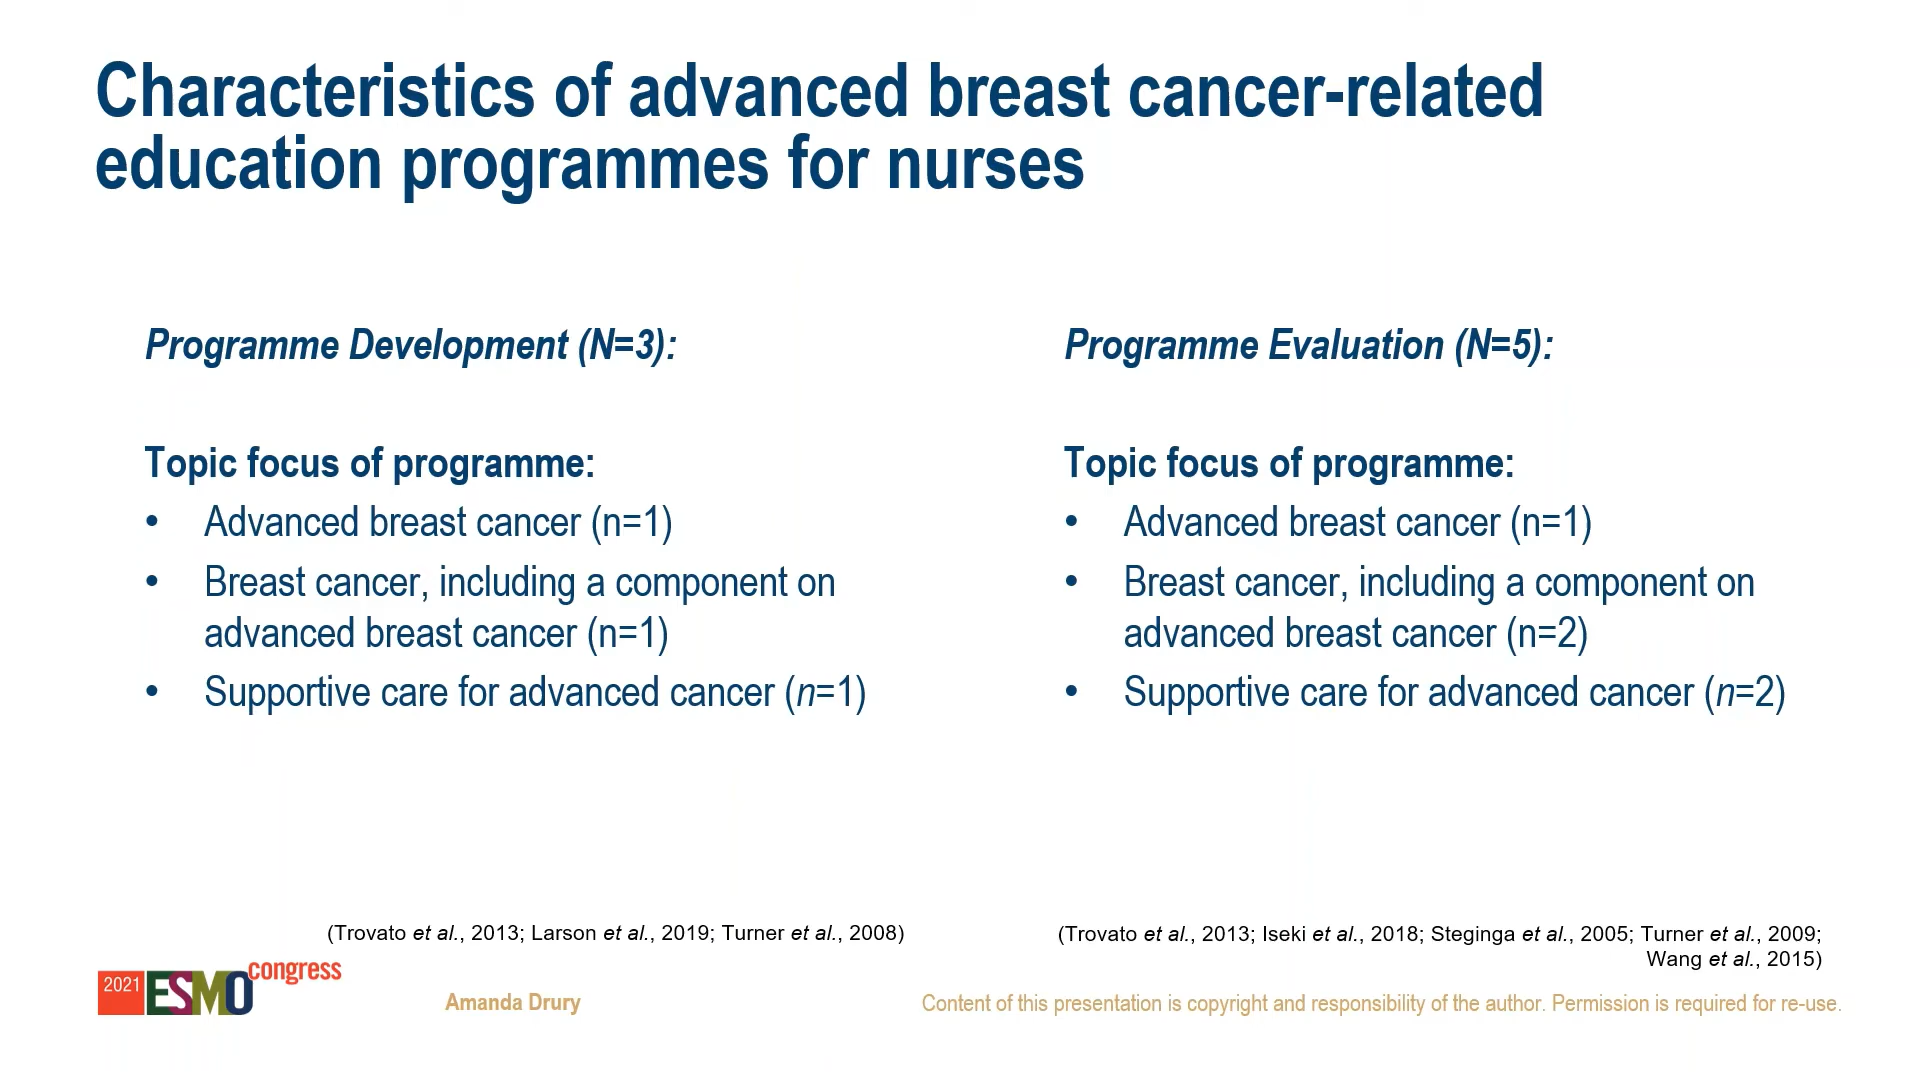 Characteristics of advanced breast cancer-related
education programmes for nurses
Programme Development (N=3):
Topic focus of programme:
• Advanced breast cancer (n=1)
• Breast cancer, including a component on
advanced breast cancer (n=1)
• Supportive care for advanced cancer (n=1)
(Trovato et al., 2013; Larson et al., 2019; Turner et al., 2008)
Programme Evaluation (N=5):
Topic focus of programme:
• Advanced breast cancer (n=1)
• Breast cancer, including a component on
advanced breast cancer (n=2)
• Supportive care for advanced cancer (n=2)
(Trovato et al., 2013; Iseki et al., 2018; Steginga et al., 2005; Turner et al., 2009;
Wang et al., 2015)
2021 ESMO congress
Amanda Drury
Content of this presentation is copyright and responsibility of the author. Permission is required for re-use.